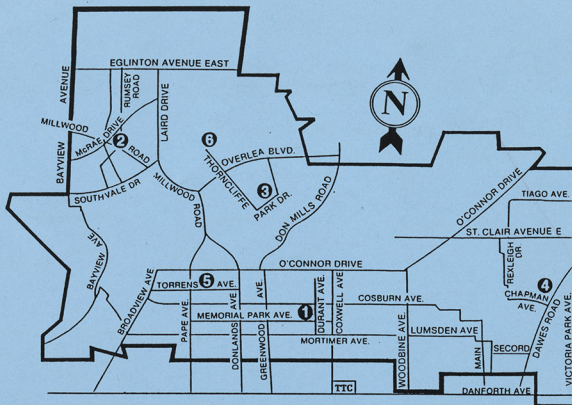 EGLINTON AVENUE EAST
BAYVIEW AVENUE
RUMSEY ROAD
LAIRD DRIVE
MILLWOOD ROAD
McRAE DRIVE
2
6
N
OVERLEA BLVD.
THORNCLIFFE PARK DR.
3
SOUTHVALE DR
MILLWOOD ROAD
DON MILLS ROAD
O'CONNOR DRIVE
TIAGO AVE.
ST. CLAIR AVENUE E
REXLEIGH DR.
BAYVIEW AVE
O'CONNOR DRIVE
BROADVIEW AVE
TORRENS AVE.
5
4
CHAPMAN AVE.
DAWES ROAD
VICTORIA PARK AVE.
PAPE AVE.
DONLANDS AVE
GREENWOOD AVE.
MEMORIAL PARK AVE.
1
DURANT AVE.
COXWELL AVE.
COSBURN AVE.
WOODBINE AVE.
LUMSDEN AVE.
MORTIMER AVE.
MAIN
SECORD
TTC
DANFORTH AVE